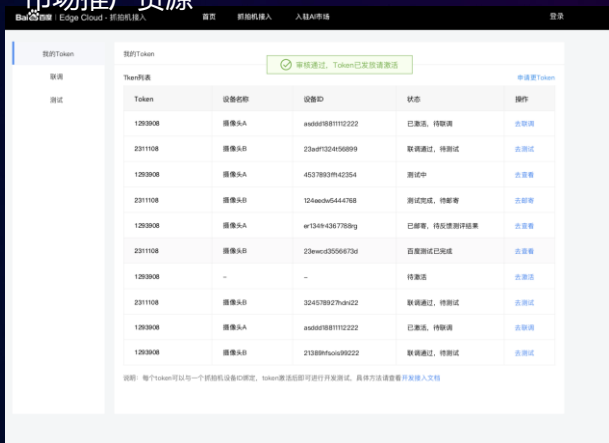 市场推广资源
Bai百度 | Edge Cloud - 抓拍机接入 首页 抓拍机接入 入驻AI市场 登录
我的Token
联调
测试
我的Token
审核通过，Token已发放请激活
Tken列表 申请更Token
Token 设备名称 设备ID 状态 操作
1293908 摄像头A asddd18811112222 已激活，待联调 去联调
2311108 摄像头B 23adf1324t56899 联调通过，待测试 去测试
1293908 摄像头A 4537893fft42354 测试中 去查看
2311108 摄像头B 124eedw5444768 测试完成，待邮寄 去邮寄
1293908 摄像头A er134fr4367788rg 已邮寄，待反馈测评结果 去查看
2311108 摄像头B 23ewcd3556673d 百度测试已完成 去查看
1293908 – – 待激活 去激活
2311108 摄像头B 324578927hdni22 联调通过，待测试 去测试
1293908 摄像头A asddd18811112222 已激活，待联调 去联调
1293908 摄像头B 21389hfsois99222 联调通过，待测试 去测试
说明：每个token可以与一个抓拍机设备ID绑定，token激活后即可进行开发测试，具体方法请查看开发接入文档